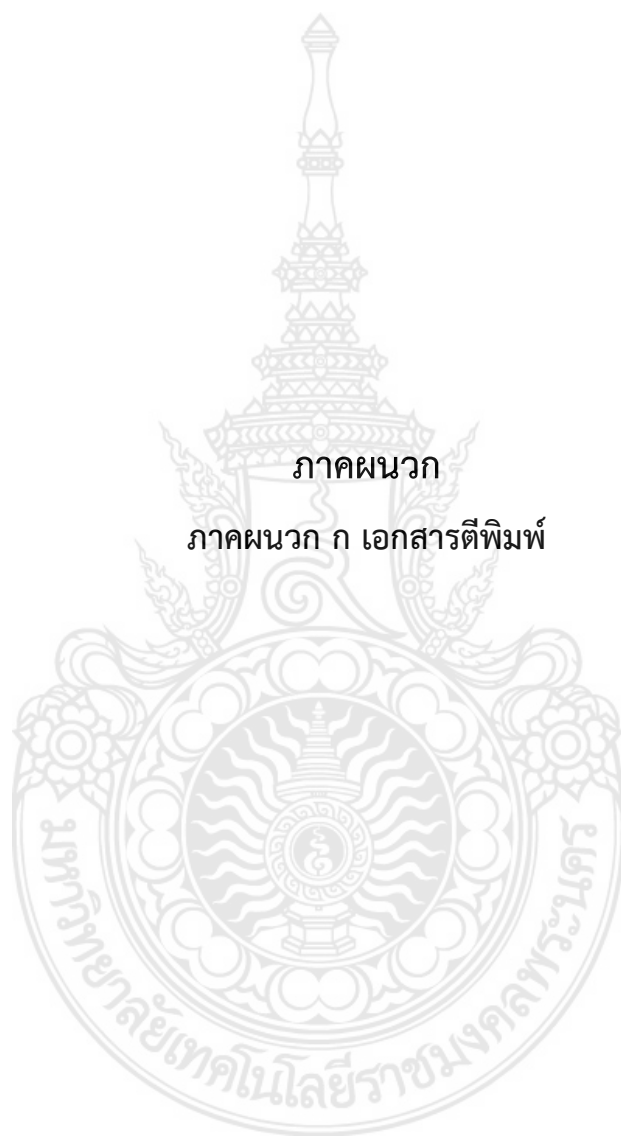 ภาคผนวก
ภาคผนวก ก เอกสารตีพิมพ์
มหาวิทยาลัยเทคโนโลยีราชมงคลพระนคร